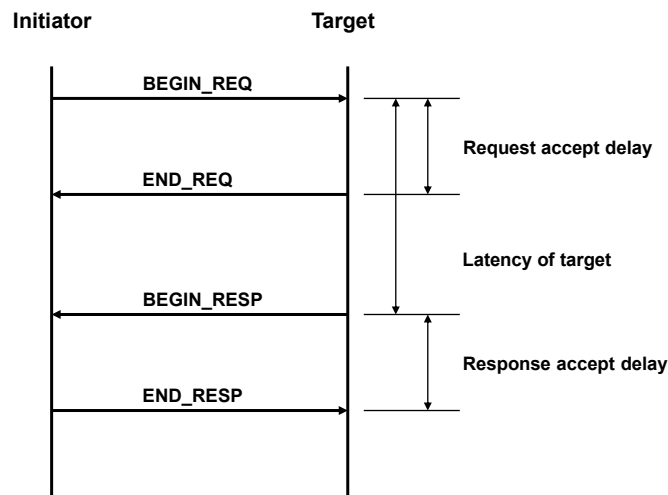 Initiator Target
BEGIN_REQ
Request accept delay
END_REQ
Latency of target
BEGIN_RESP
Response accept delay
END_RESP